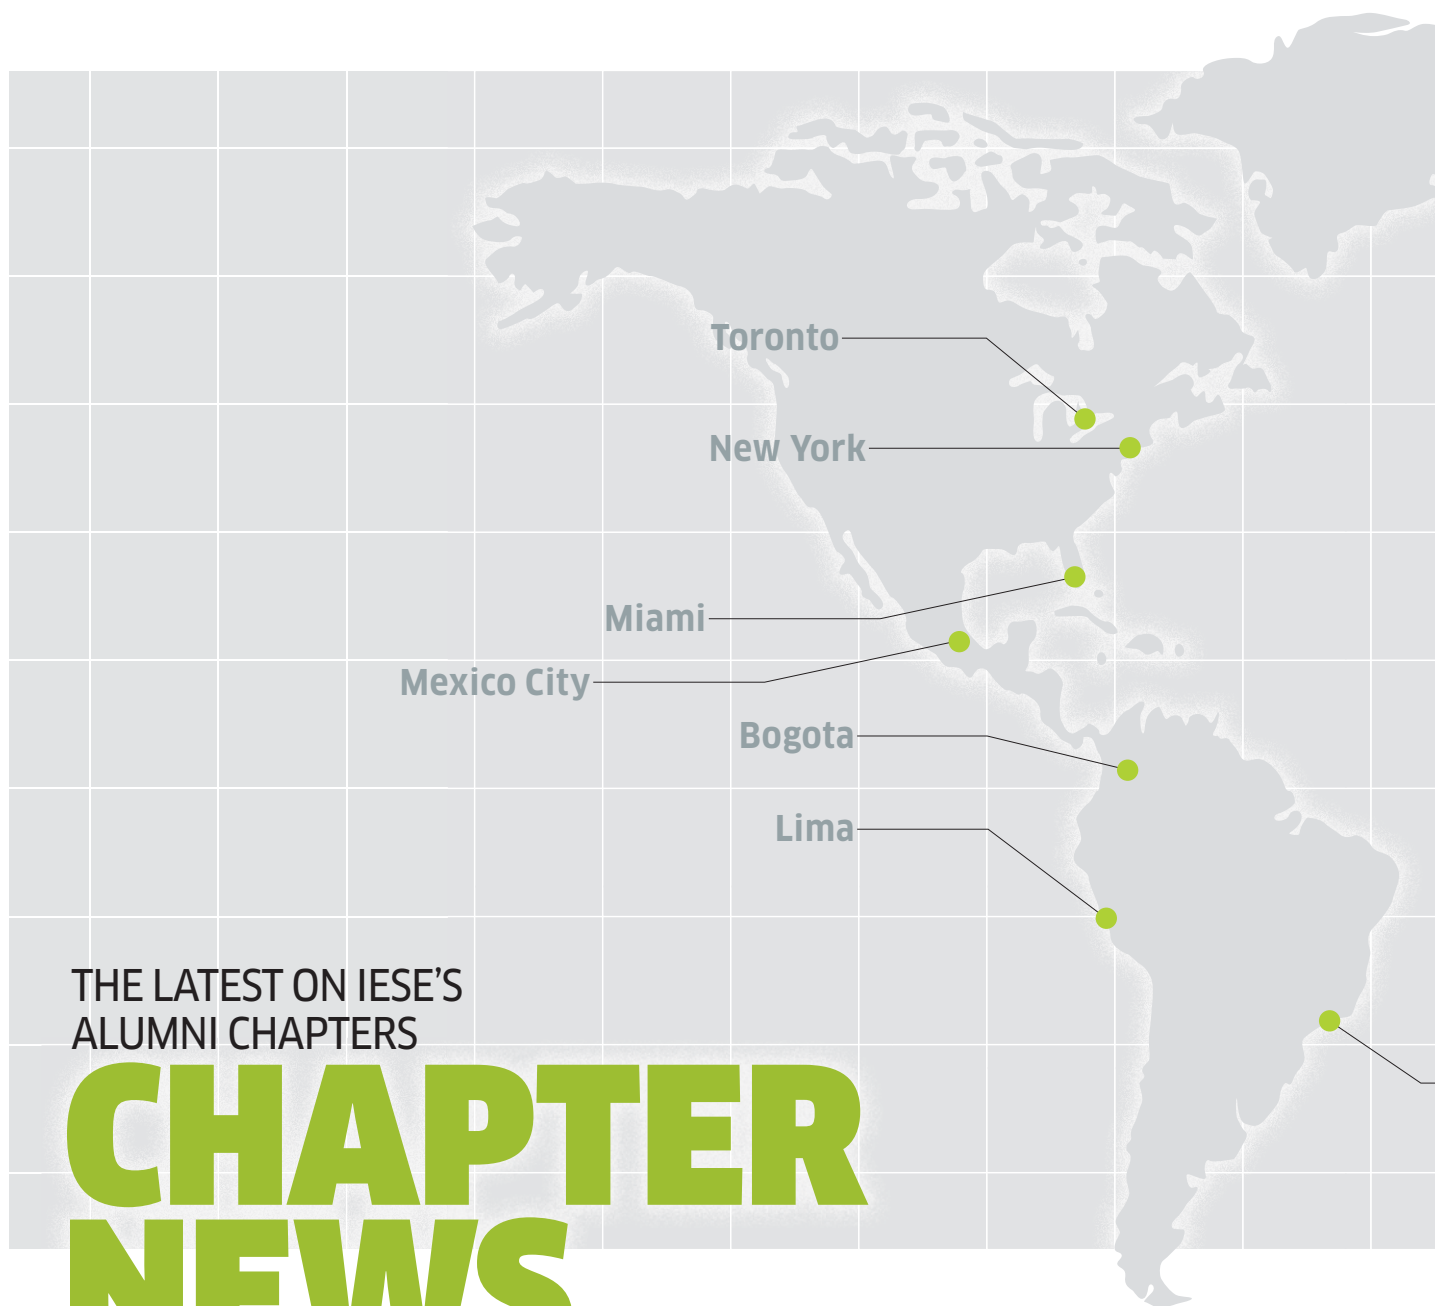 Toronto
New York
Miami
Mexico City
Bogota
Lima
THE LATEST ON IESE’S
ALUMNI CHAPTERS
CHAPTER
NEWS